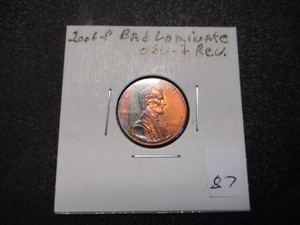 2006-P Bad Laminate
obv-& Rev.
87